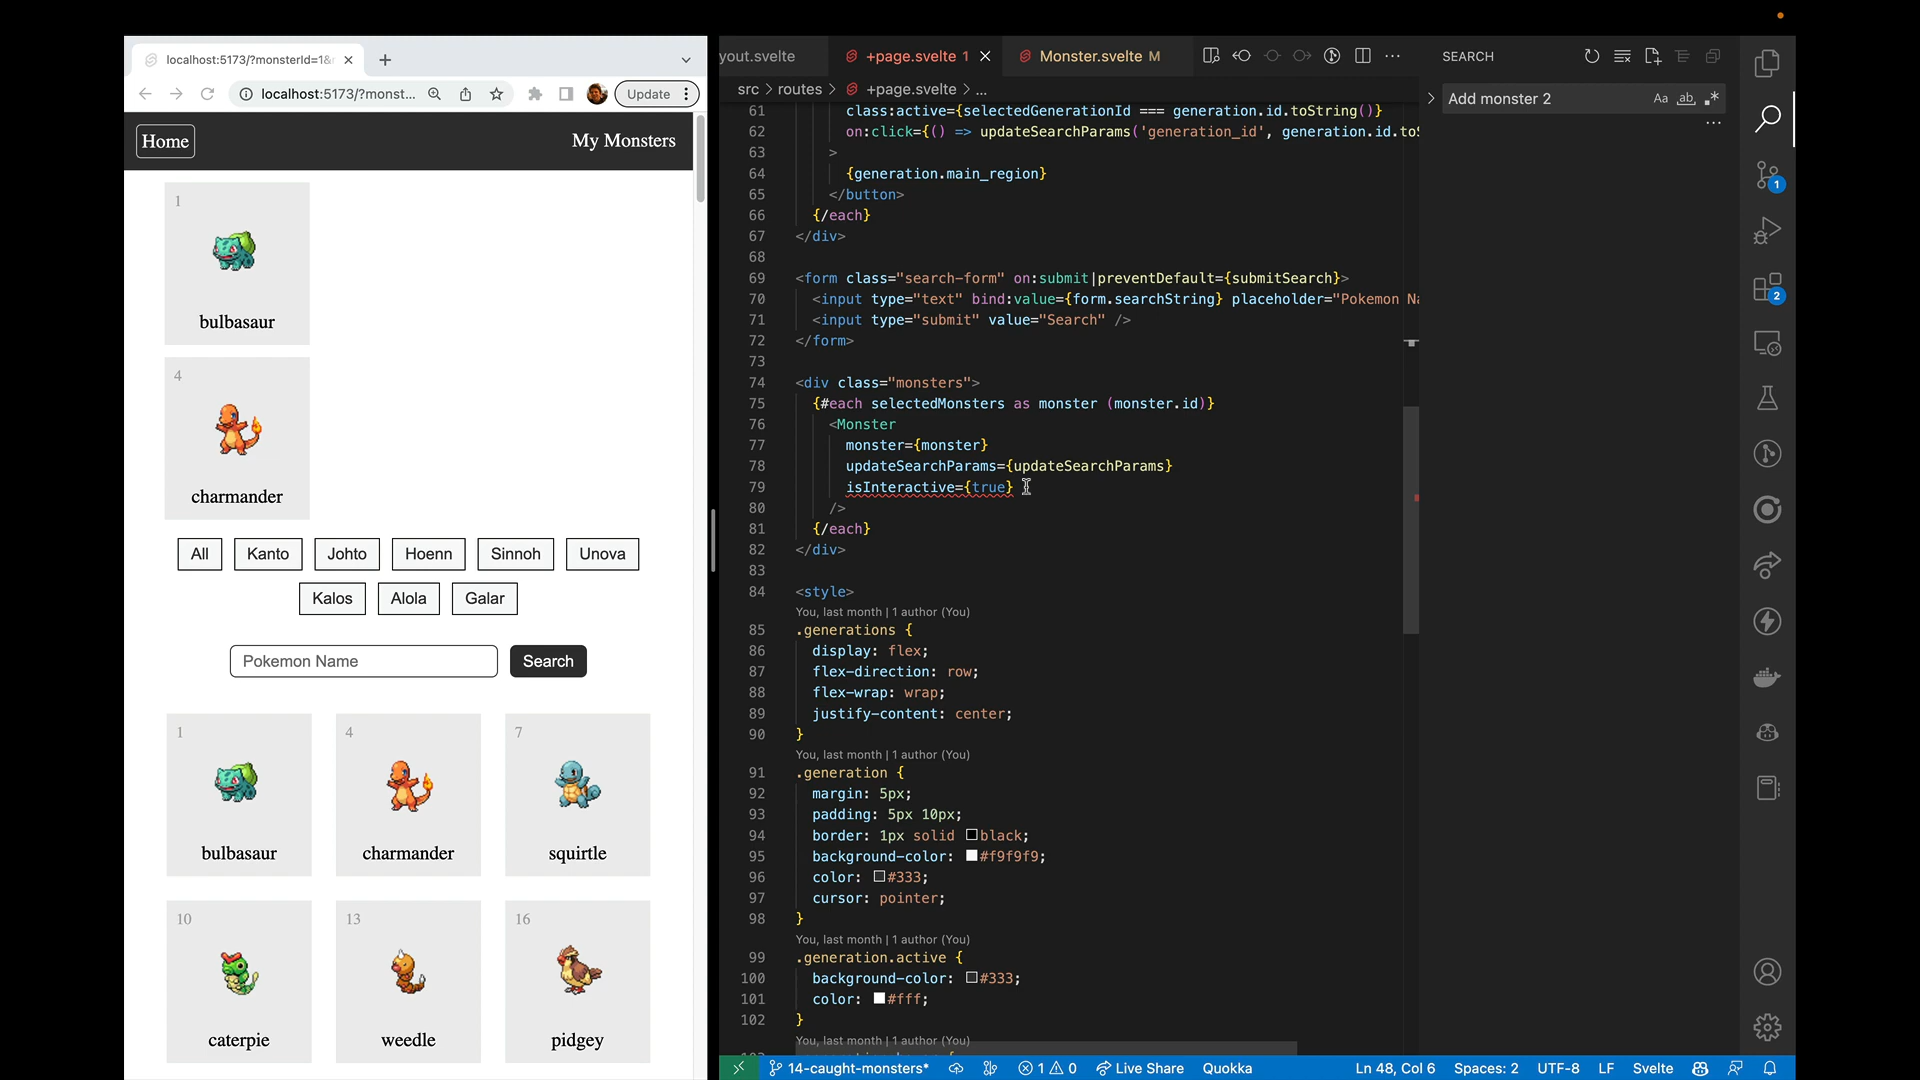 localhost:5173/?monsterId=1&
localhost:5173/?monst...
Update
Home
My Monsters
1
bulbasaur
4
charmander
All
Kanto
Johto
Hoenn
Sinnoh
Unova
Kalos
Alola
Galar
Pokemon Name
Search
1
4
7
bulbasaur
charmander
squirtle
10
13
16
caterpie
weedle
pidgey
yout.svelte
+page.svelte 1
Monster.svelte M
src > routes > +page.svelte > ...
61 class:active={selectedGenerationId === generation.id.toString()}
62 on:click={() => updateSearchParams('generation_id', generation.id.toS
63 >
64 {generation.main_region}
65 </button>
66 {/each}
67 </div>
68
69 <form class="search-form" on:submit|preventDefault={submitSearch}>
70 <input type="text" bind:value={form.searchString} placeholder="Pokemon Na
71 <input type="submit" value="Search" />
72 </form>
73
74 <div class="monsters">
75 {#each selectedMonsters as monster (monster.id)}
76 <Monster
77 monster={monster}
78 updateSearchParams={updateSearchParams}
79 isInteractive={true}
80 />
81 {/each}
82 </div>
83
84 <style>
You, last month | 1 author (You)
85 .generations {
86 display: flex;
87 flex-direction: row;
88 flex-wrap: wrap;
89 justify-content: center;
90 }
You, last month | 1 author (You)
91 .generation {
92 margin: 5px;
93 padding: 5px 10px;
94 border: 1px solid black;
95 background-color: #f9f9f9;
96 color: #333;
97 cursor: pointer;
98 }
You, last month | 1 author (You)
99 .generation.active {
100 background-color: #333;
101 color: #fff;
102 }
You, last month | 1 author (You)
SEARCH
Add monster 2
Aa
ab
1
2
14-caught-monsters*
1
0
Live Share
Quokka
Ln 48, Col 6
Spaces: 2
UTF-8
LF
Svelte